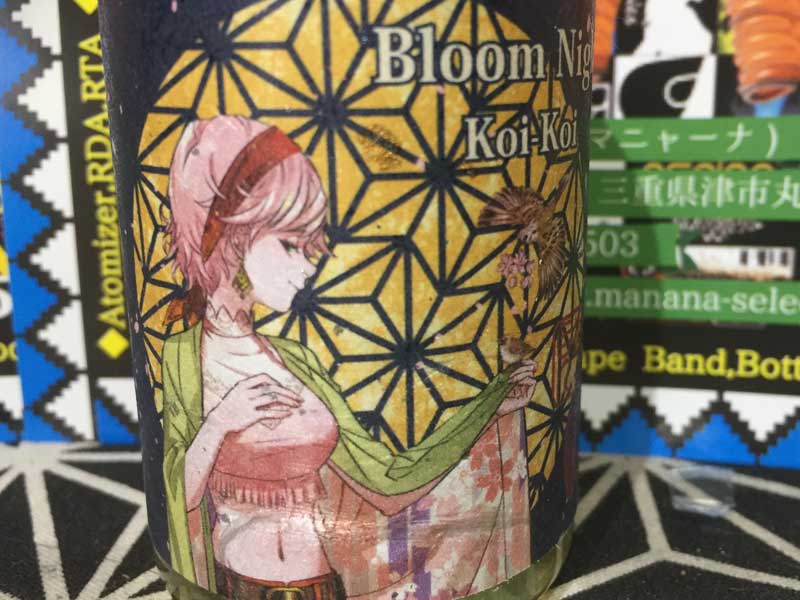 Bloom Nig
Koi-Koi
◆Atomizer,RDA,RTA
マニャーナ)
三重県津市丸
503
.manana-sele
ape Band,Bott